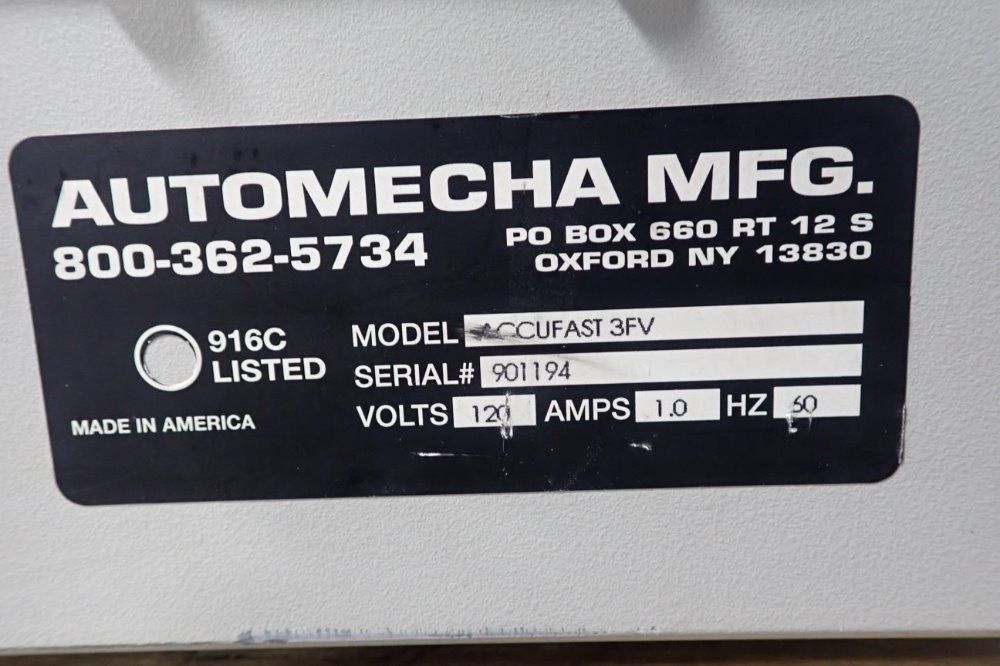 AUTOMECHA MFG.
800-362-5734
PO BOX 660 RT 12 S
OXFORD NY 13830
916C
LISTED
MADE IN AMERICA
MODEL ACCUFAST 3FV
SERIAL# 901194
VOLTS 120 AMPS 1.0 HZ 60